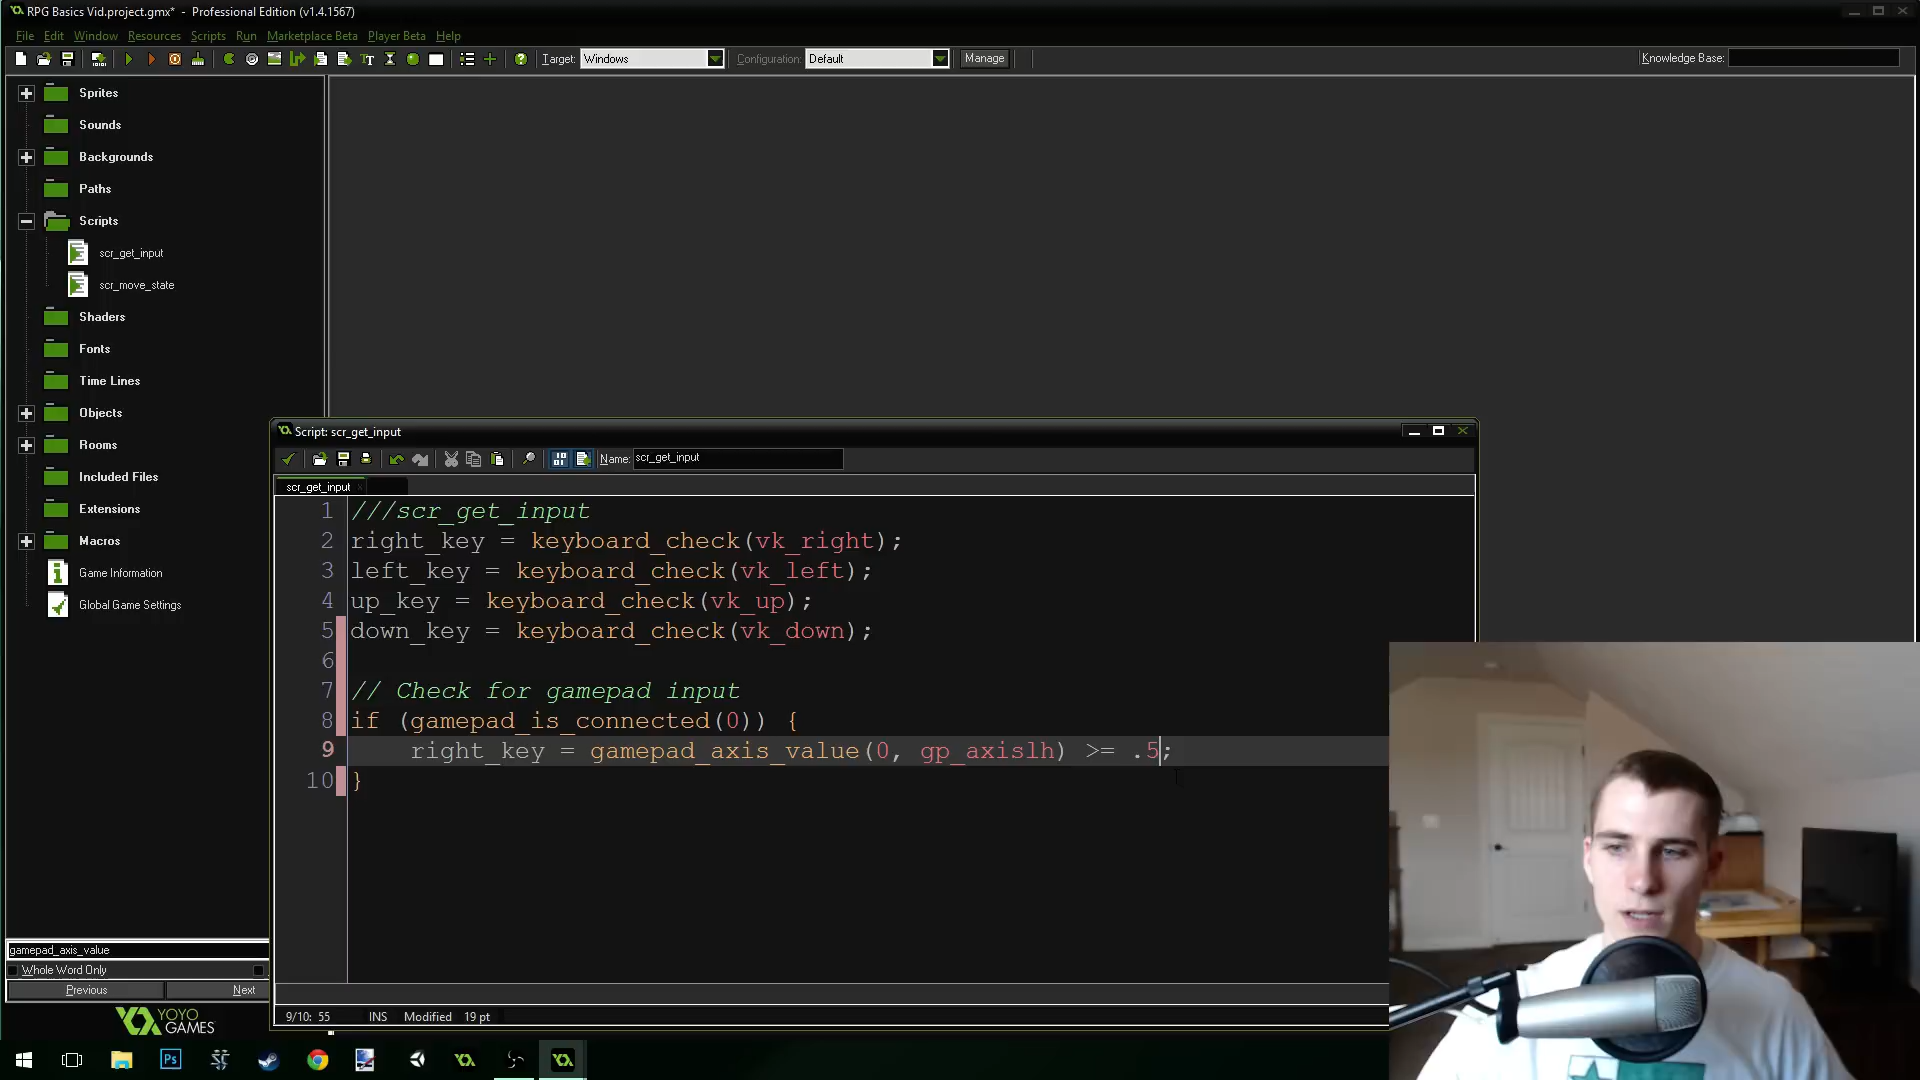 RPG Basics Vid.project.gmx* - Professional Edition (v1.4.1567)
File Edit Window Resources Scripts Run Marketplace Beta Player Beta Help
Target: Windows Configuration: Default Manage Knowledge Base:
Sprites
Sounds
Backgrounds
Paths
Scripts
scr_get_input
scr_move_state
Shaders
Fonts
Time Lines
Objects
Rooms
Included Files
Extensions
Macros
Game Information
Global Game Settings
gamepad_axis_value
Whole Word Only
Previous Next
YOYO
GAMES
Script: scr_get_input
Name: scr_get_input
scr_get_input
1 ///scr_get_input
2 right_key = keyboard_check(vk_right);
3 left_key = keyboard_check(vk_left);
4 up_key = keyboard_check(vk_up);
5 down_key = keyboard_check(vk_down);
6
7 // Check for gamepad input
8 if (gamepad_is_connected(0)) {
9 right_key = gamepad_axis_value(0, gp_axislh) >= .5;
10 }
9/10: 55 INS Modified 19 pt
Ps